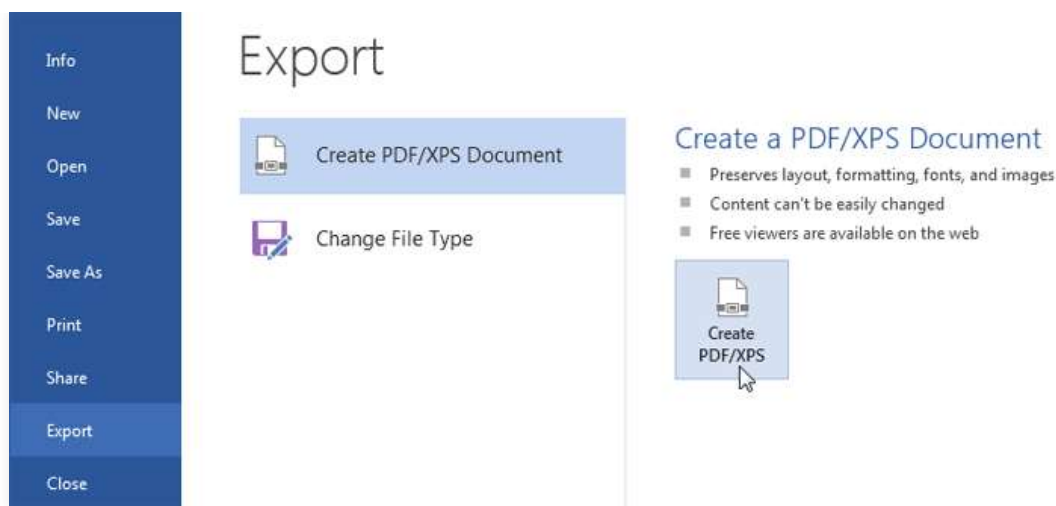 Info
New
Open
Save
Save As
Print
Share
Export
Close
Export
Create PDF/XPS Document
Change File Type
Create a PDF/XPS Document
Preserves layout, formatting, fonts, and images
Content can't be easily changed
Free viewers are available on the web
Create
PDF/XPS